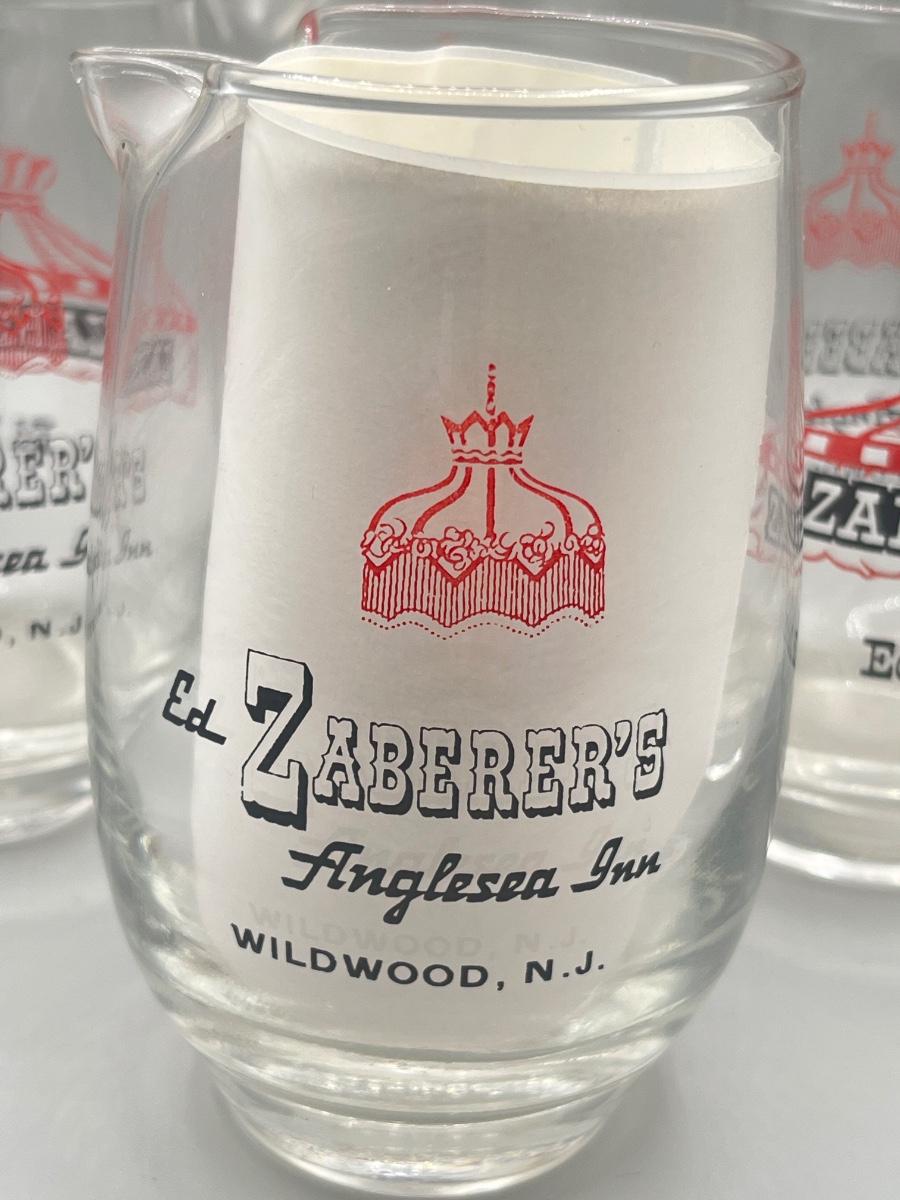 Ed ZABERER'S
Anglesea Inn
WILDWOOD, N.J.